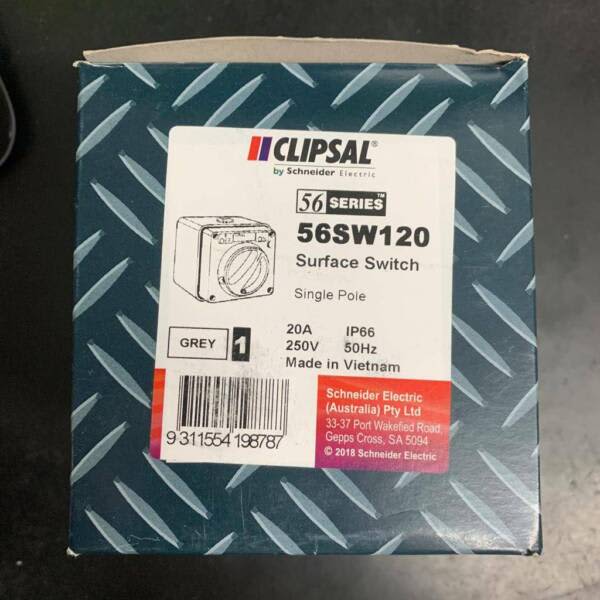 CLIPSAL®
by Schneider Electric
56 SERIES™
56SW120
Surface Switch
Single Pole
GREY 1
20A IP66
250V 50Hz
Made in Vietnam
9 311554 198787
Schneider Electric
(Australia) Pty Ltd
33-37 Port Wakefield Road
Gepps Cross, SA 5094
© 2018 Schneider Electric